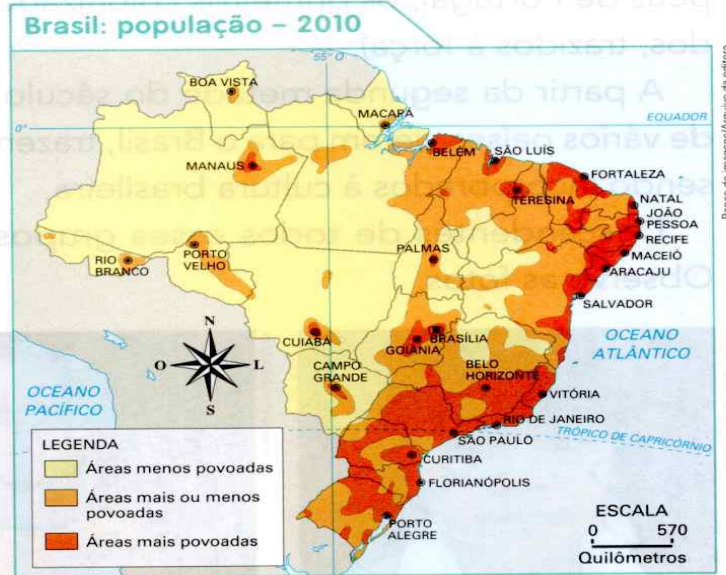 Brasil: população – 2010
55° O
BOA VISTA
MACAPÁ
EQUADOR
0°
BELÉM
SÃO LUÍS
MANAUS
FORTALEZA
TERESINA
NATAL
JOÃO
PESSOA
RECIFE
PALMAS
RIO
BRANCO
PORTO
VELHO
MACEIÓ
ARACAJU
SALVADOR
CUIABÁ
GOIÂNIA
BRASÍLIA
OCEANO
ATLÂNTICO
N
O
L
S
CAMPO
GRANDE
BELO
HORIZONTE
VITÓRIA
OCEANO
PACÍFICO
RIO DE JANEIRO
SÃO PAULO
TRÓPICO DE CAPRICÓRNIO
CURITIBA
FLORIANÓPOLIS
PORTO
ALEGRE
LEGENDA
Áreas menos povoadas
Áreas mais ou menos
povoadas
Áreas mais povoadas
ESCALA
0 570
Quilômetros